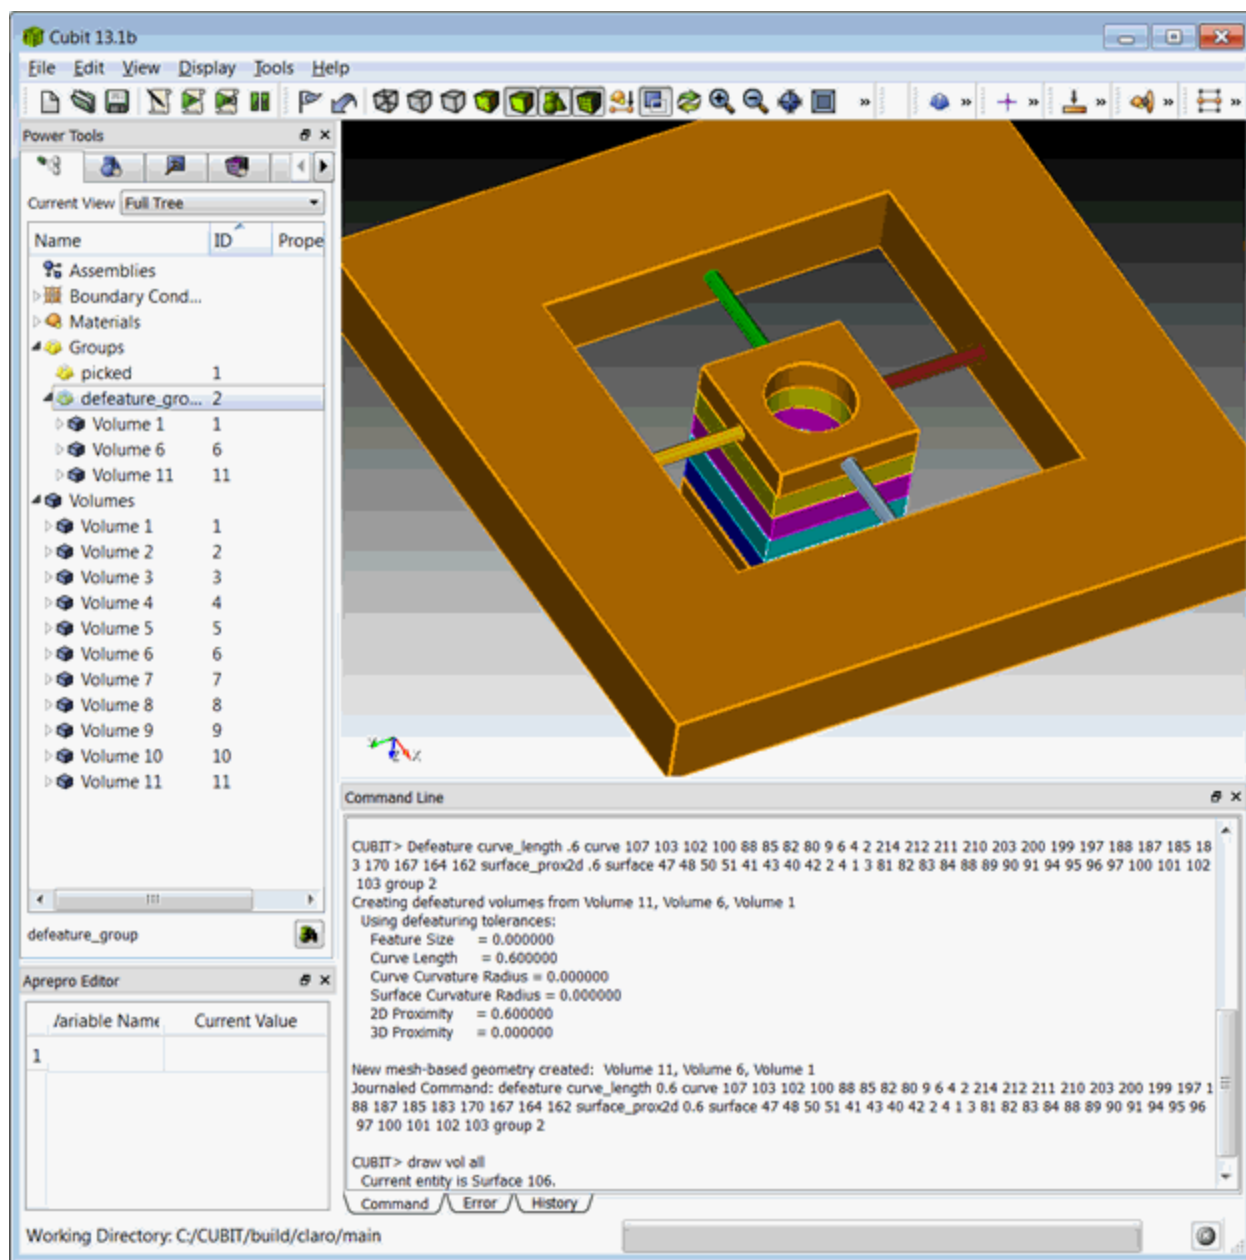 Cubit 13.1b
File Edit View Display Tools Help
Power Tools
Current View Full Tree
Name ID Prope
Assemblies
Boundary Cond...
Materials
Groups
picked 1
defeature_gro... 2
Volume 1 1
Volume 6 6
Volume 11 11
Volumes
Volume 1 1
Volume 2 2
Volume 3 3
Volume 4 4
Volume 5 5
Volume 6 6
Volume 7 7
Volume 8 8
Volume 9 9
Volume 10 10
Volume 11 11
defeature_group
Aprepro Editor
/ariable Name Current Value
1
Y Z X
Command Line
CUBIT> Defeature curve_length .6 curve 107 103 102 100 88 85 82 80 9 6 4 2 214 212 211 210 203 200 199 197 188 187 185 18
3 170 167 164 162 surface_prox2d .6 surface 47 48 50 51 41 43 40 42 2 4 1 3 81 82 83 84 88 89 90 91 94 95 96 97 100 101 102
103 group 2
Creating defeatured volumes from Volume 11, Volume 6, Volume 1
Using defeaturing tolerances:
Feature Size = 0.000000
Curve Length = 0.600000
Curve Curvature Radius = 0.000000
Surface Curvature Radius = 0.000000
2D Proximity = 0.600000
3D Proximity = 0.000000
New mesh-based geometry created: Volume 11, Volume 6, Volume 1
Journaled Command: defeature curve_length 0.6 curve 107 103 102 100 88 85 82 80 9 6 4 2 214 212 211 210 203 200 199 197 1
88 187 185 183 170 167 164 162 surface_prox2d 0.6 surface 47 48 50 51 41 43 40 42 2 4 1 3 81 82 83 84 88 89 90 91 94 95 96
97 100 101 102 103 group 2
CUBIT> draw vol all
Current entity is Surface 106.
Command Error History
Working Directory: C:/CUBIT/build/claro/main